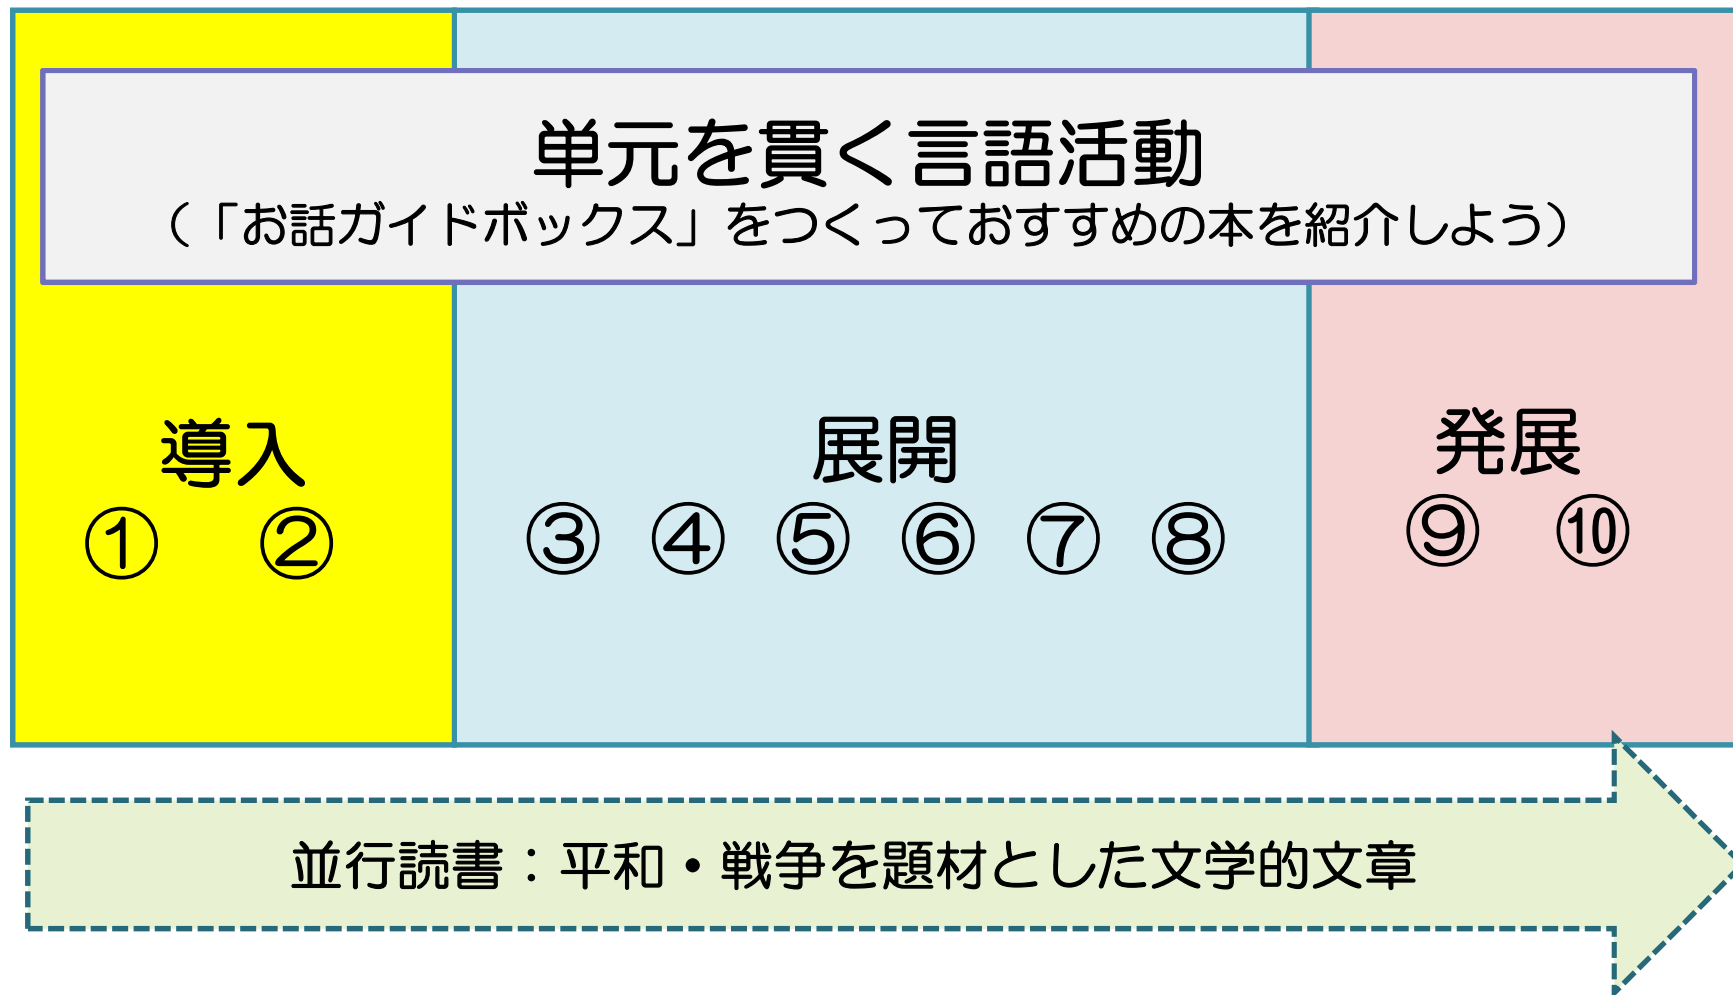 単元を貫く言語活動
（「お話ガイドボックス」をつくっておすすめの本を紹介しよう）
導入
① ②
展開
③ ④ ⑤ ⑥ ⑦ ⑧
発展
⑨ ⑩
並行読書：平和・戦争を題材とした文学的文章